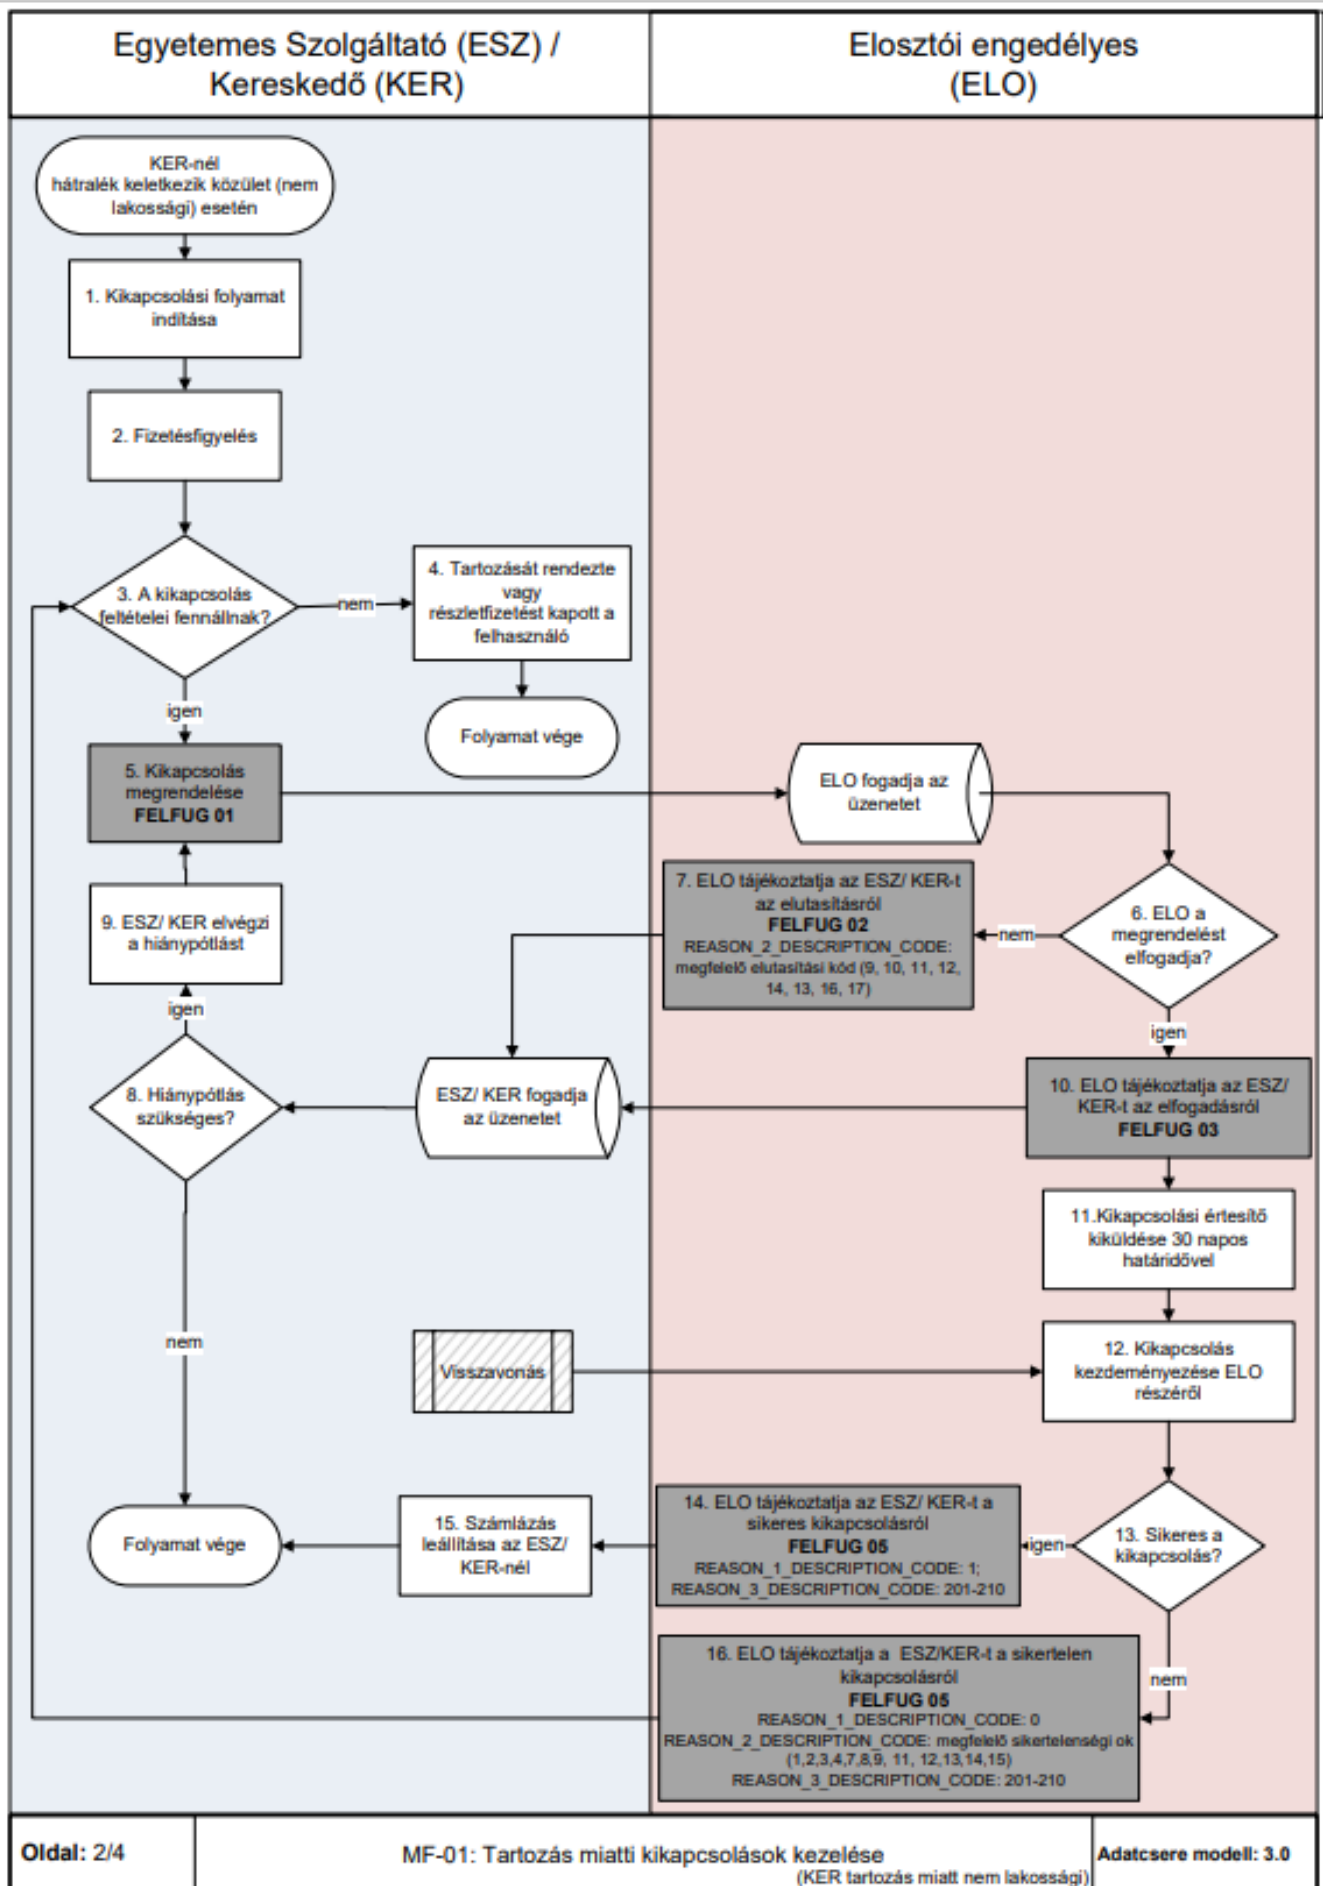 Egyetemes Szolgáltató (ESZ) /
Kereskedő (KER)
Elosztói engedélyes
(ELO)
KER-nél
hátralék keletkezik közület (nem
lakossági) esetén
1. Kikapcsolási folyamat
indítása
2. Fizetésfigyelés
3. A kikapcsolás
feltételei fennállnak?
nem
4. Tartozását rendezte
vagy
részletfizetést kapott a
felhasználó
igen
Folyamat vége
5. Kikapcsolás
megrendelése
FELFUG 01
ELO fogadja az
üzenetet
6. ELO a
megrendelést
elfogadja?
nem
7. ELO tájékoztatja az ESZ/ KER-t
az elutasításról
FELFUG 02
REASON_2_DESCRIPTION_CODE:
megfelelő elutasítási kód (9, 10, 11, 12,
14, 13, 16, 17)
9. ESZ/ KER elvégzi
a hiánypótlást
igen
igen
8. Hiánypótlás
szükséges?
ESZ/ KER fogadja
az üzenetet
10. ELO tájékoztatja az ESZ/
KER-t az elfogadásról
FELFUG 03
11.Kikapcsolási értesítő
kiküldése 30 napos
határidővel
nem
Visszavonás
12. Kikapcsolás
kezdeményezése ELO
részéről
13. Sikeres a
kikapcsolás?
igen
14. ELO tájékoztatja az ESZ/ KER-t a
sikeres kikapcsolásról
FELFUG 05
REASON_1_DESCRIPTION_CODE: 1;
REASON_3_DESCRIPTION_CODE: 201-210
15. Számlázás
leállítása az ESZ/
KER-nél
Folyamat vége
nem
16. ELO tájékoztatja a ESZ/KER-t a sikertelen
kikapcsolásról
FELFUG 05
REASON_1_DESCRIPTION_CODE: 0
REASON_2_DESCRIPTION_CODE: megfelelő sikertelenségi ok
(1,2,3,4,7,8,9, 11, 12,13,14,15)
REASON_3_DESCRIPTION_CODE: 201-210
Oldal: 2/4
MF-01: Tartozás miatti kikapcsolások kezelése
(KER tartozás miatt nem lakossági)
Adatcsere modell: 3.0